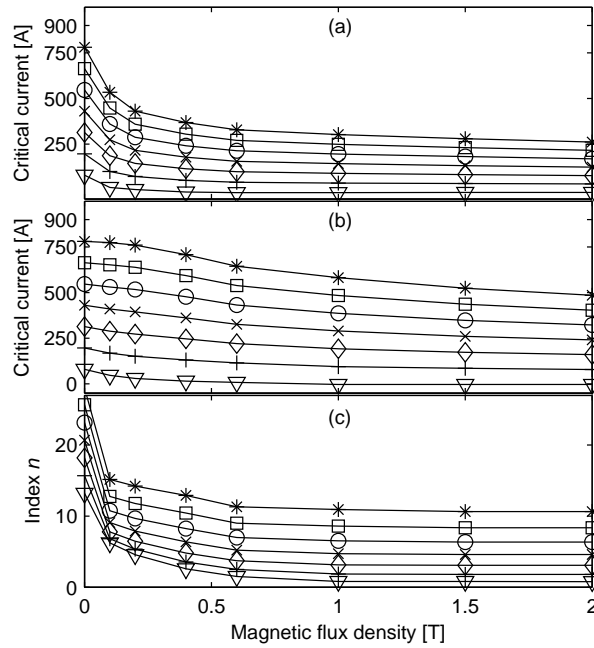 (a)
Critical current [A]
900
750
500
250
(b)
Critical current [A]
900
750
500
250
0
(c)
Index n
20
10
0
0 0.5 1 1.5 2
Magnetic flux density [T]